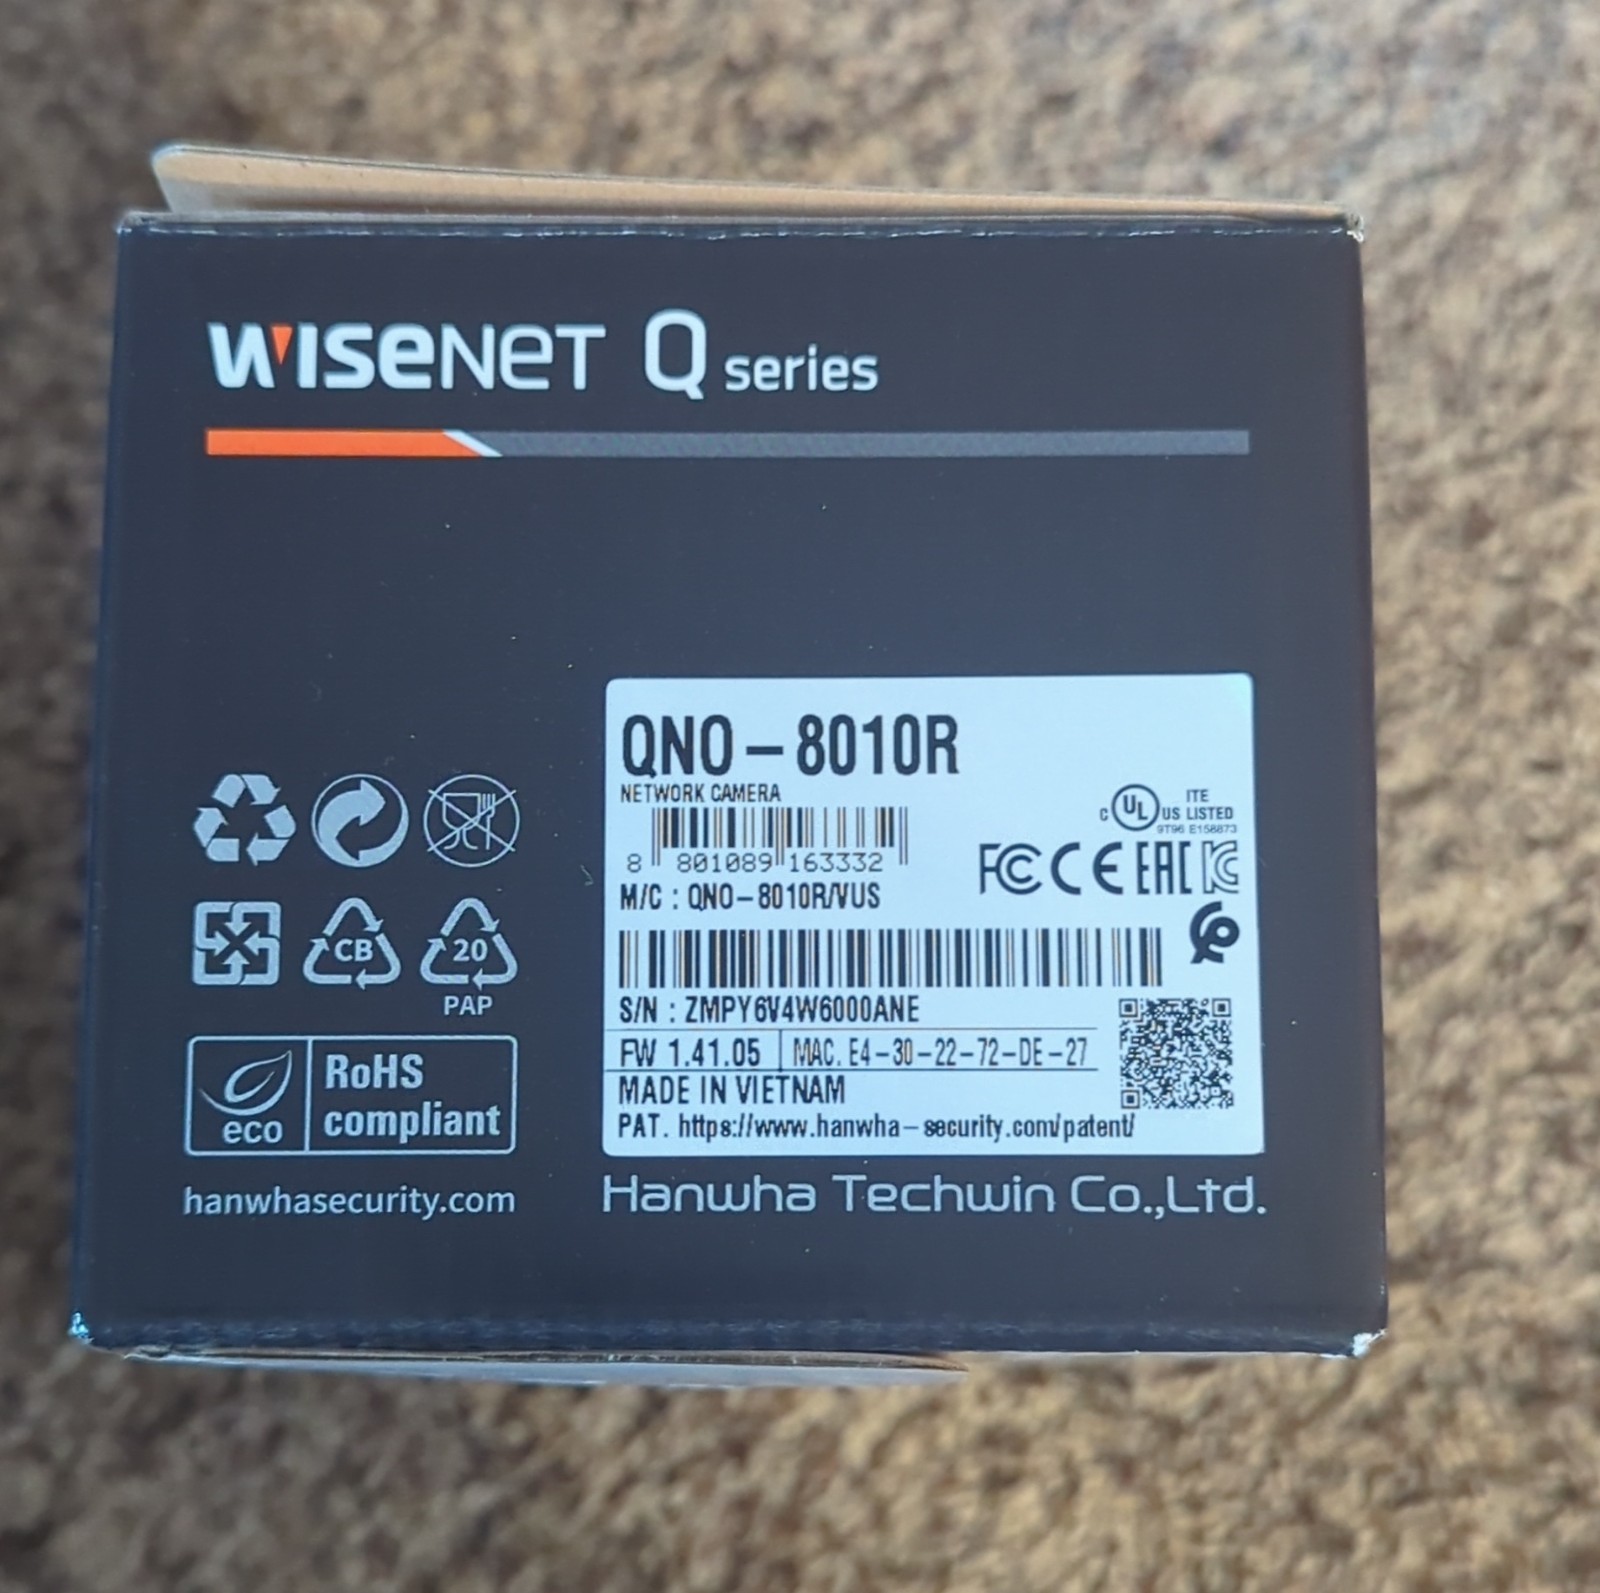 WISENET Q series
QNO-8010R
NETWORK CAMERA
8 801089 163332
M/C : QNO-8010R/VUS
C UL US LISTED
ITE
9T96 E158873
FC CE EAC KC
S/N : ZMPY6V4W6000ANE
FW 1.41.05 MAC. E4-30-22-72-DE-27
MADE IN VIETNAM
PAT. https://www.hanwha-security.com/patent/
CB
20
PAP
eco
RoHS
compliant
hanwhasecurity.com
Hanwha Techwin Co.,Ltd.